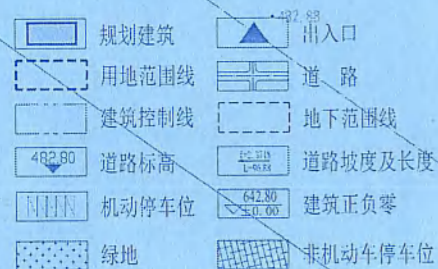 482.88
规划建筑 出入口
用地范围线 道 路
建筑控制线 地下范围线
482.80 道路标高 道路坡度及长度
机动停车位 642.80 ±0.00 建筑正负零
绿地 非机动车停车位